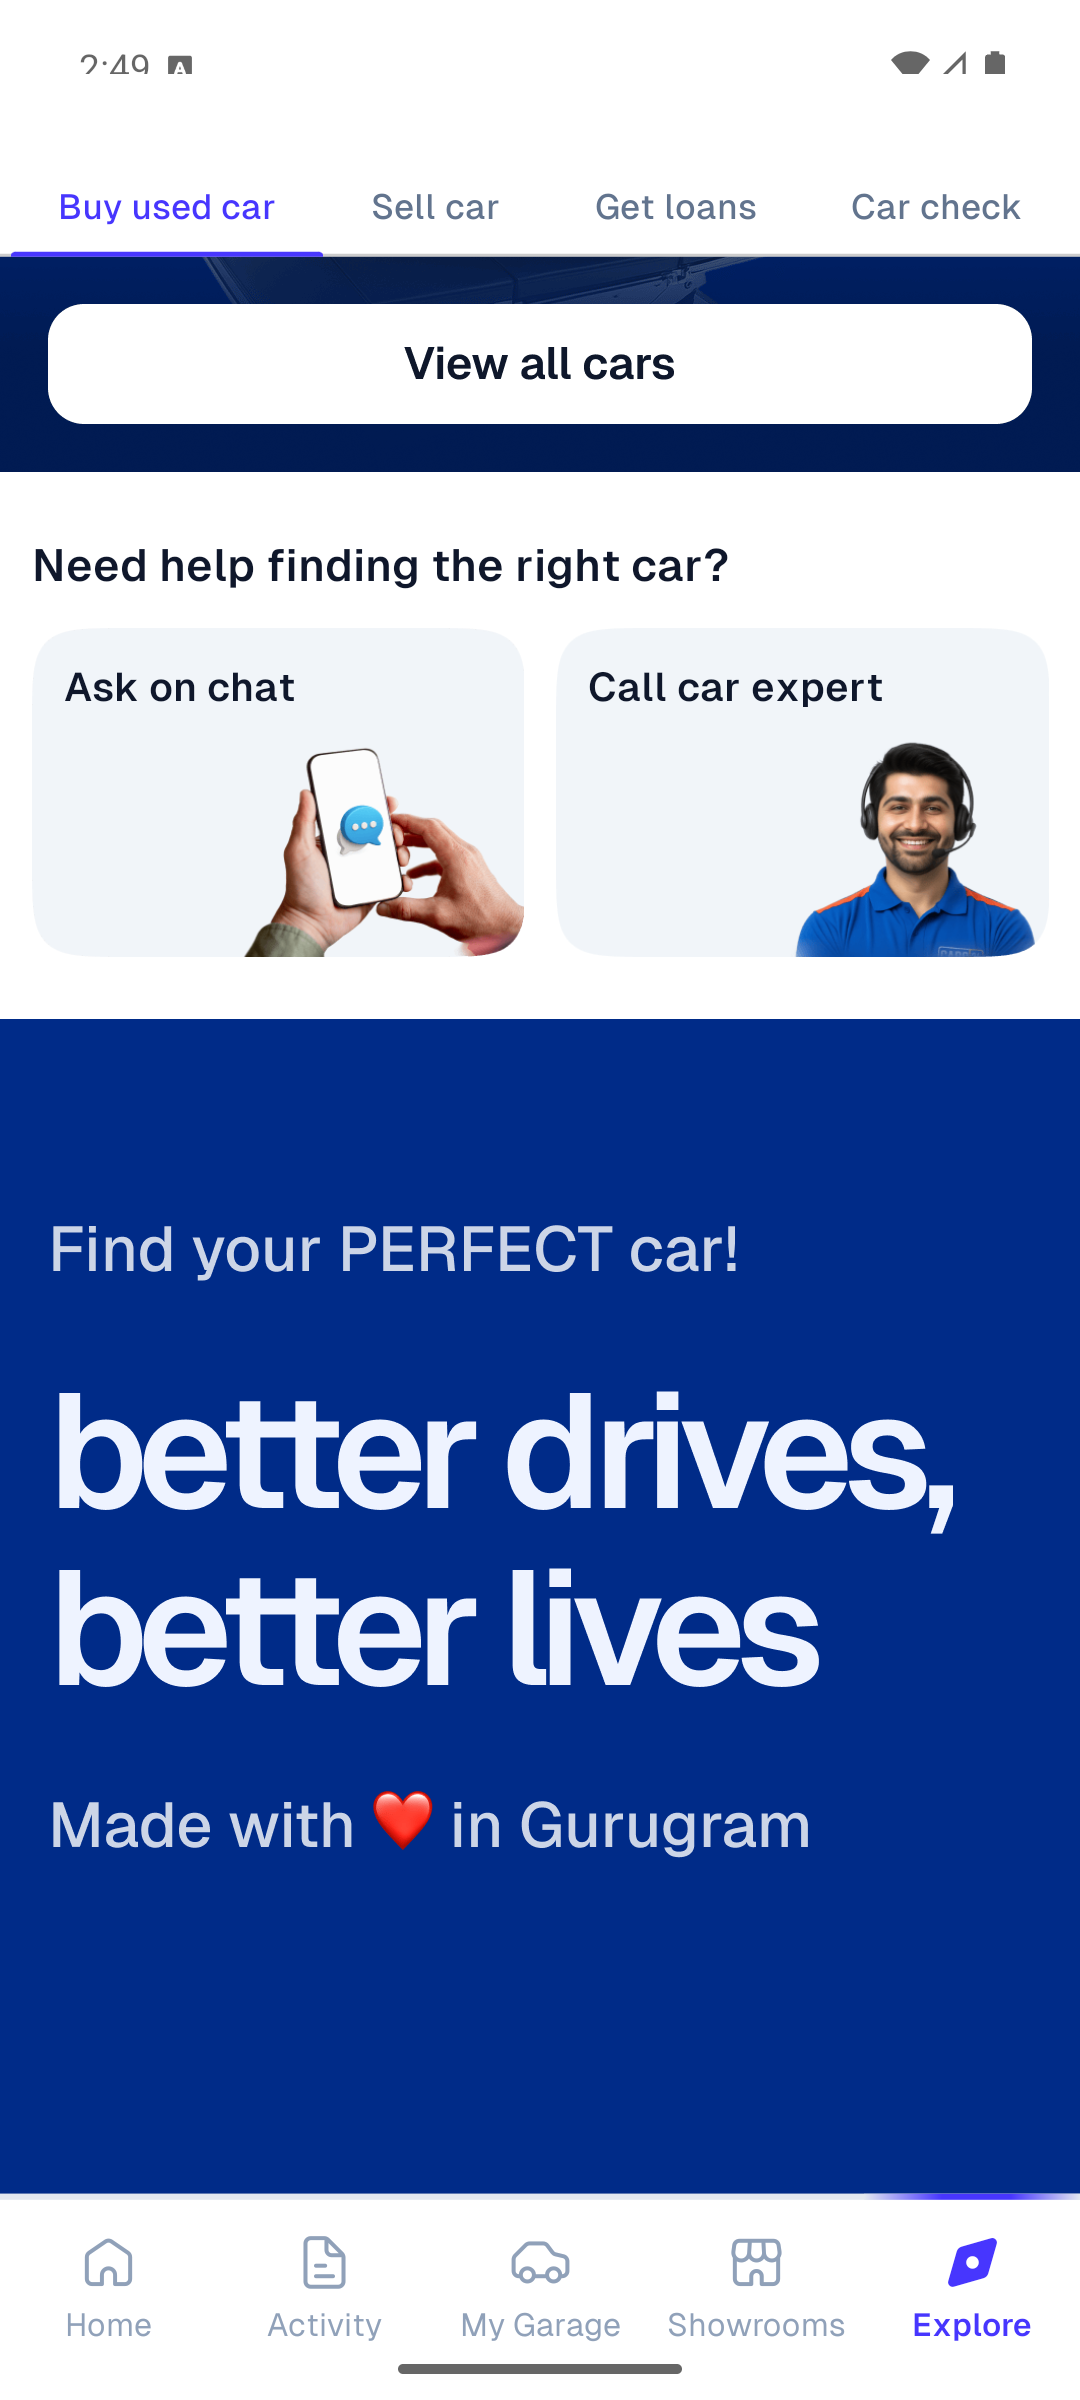 2:49
Buy used car
Sell car
Get loans
Car check
View all cars
Need help finding the right car?
Ask on chat
Call car expert
Find your PERFECT car!
better drives,
better lives
Made with ❤️ in Gurugram
Home
Activity
My Garage
Showrooms
Explore